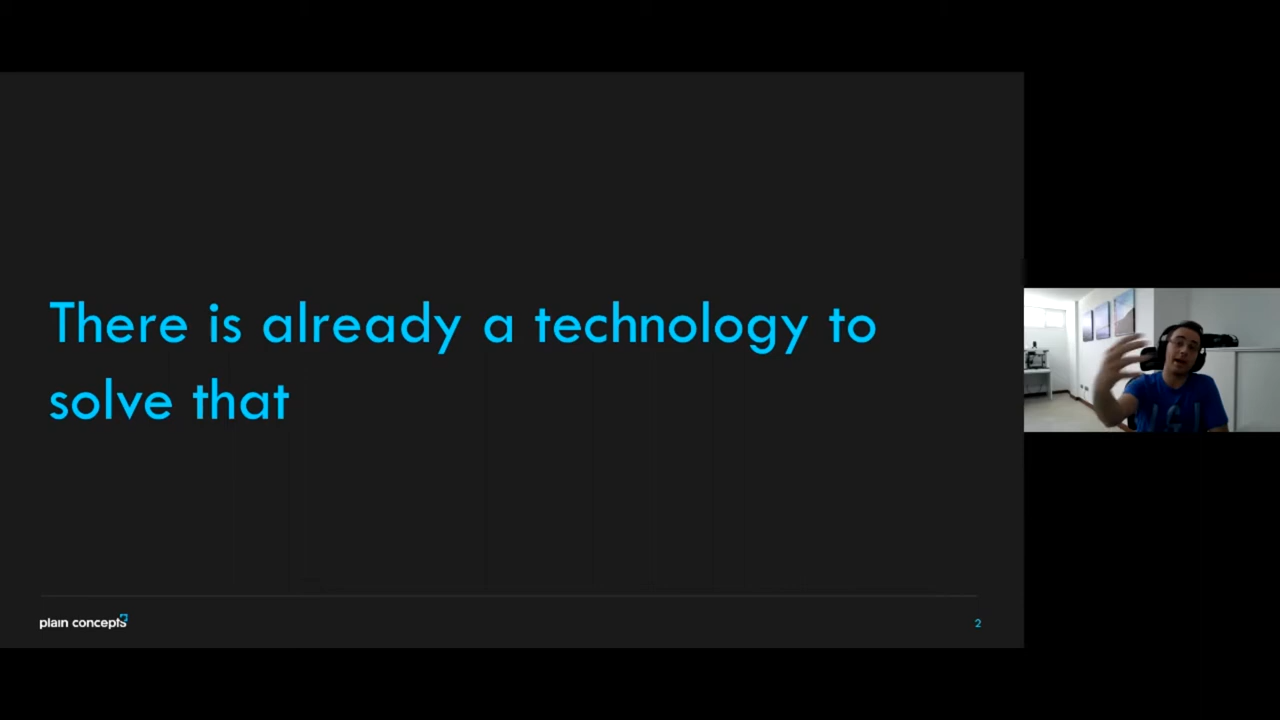 There is already a technology to
solve that
plain concepts
2